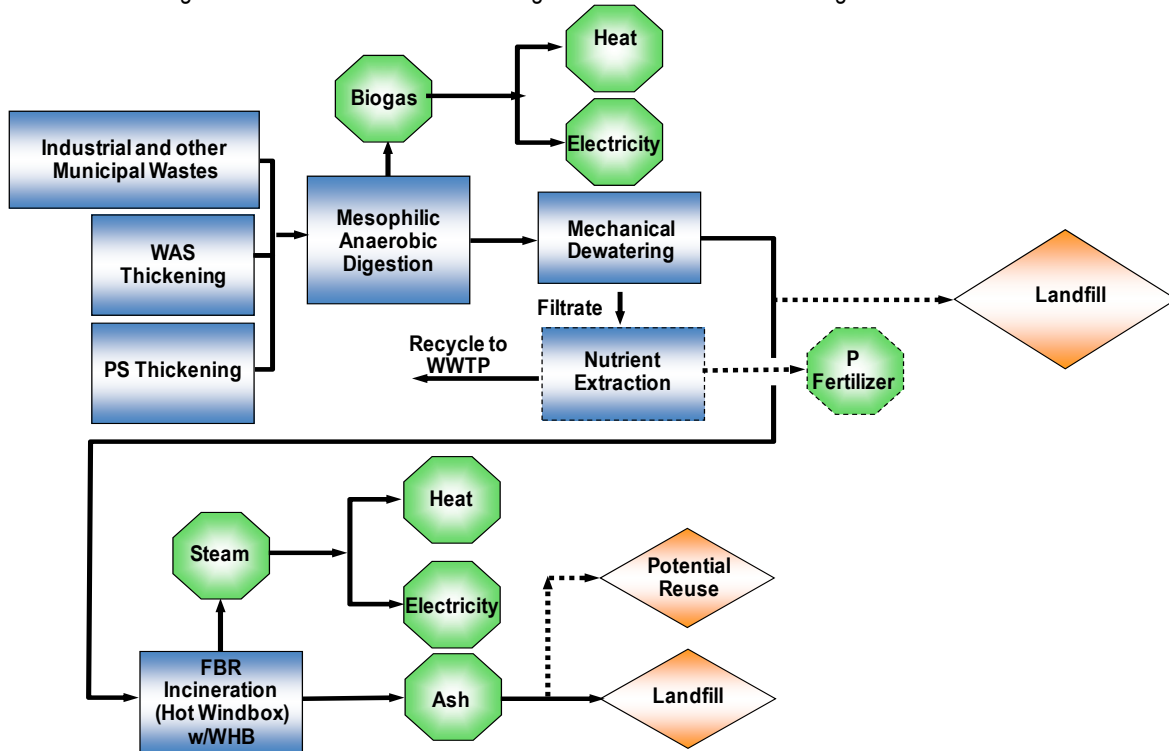 Heat
Biogas
Electricity
Industrial and other
Municipal Wastes
WAS
Thickening
PS Thickening
Mesophilic
Anaerobic
Digestion
Mechanical
Dewatering
Landfill
Filtrate
Recycle to
WWTP
Nutrient
Extraction
P
Fertilizer
Heat
Steam
Electricity
Potential
Reuse
FBR
Incineration
(Hot Windbox)
w/WHB
Ash
Landfill